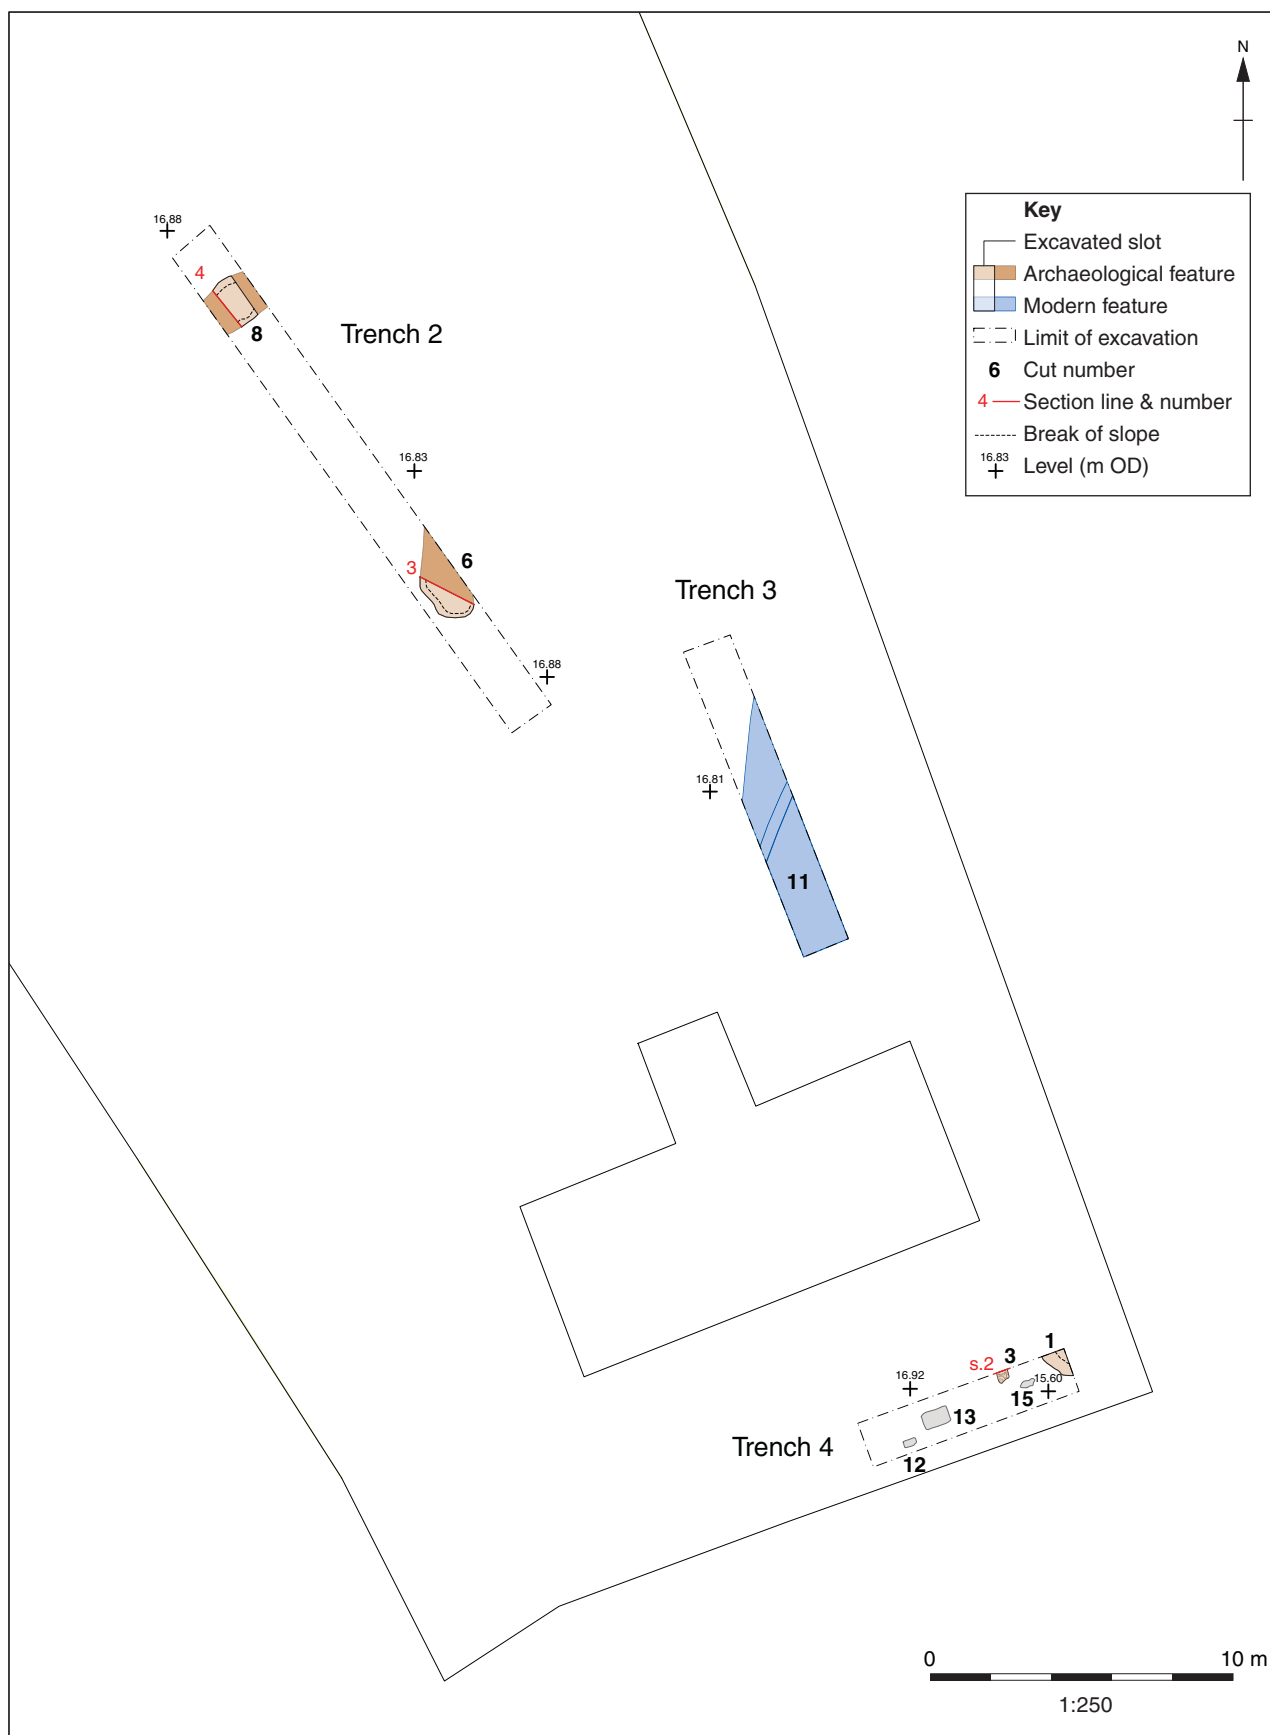 N
Key
Excavated slot
Archaeological feature
Modern feature
Limit of excavation
6 Cut number
4 Section line & number
Break of slope
16.83 Level (m OD)
16.88
4
8
Trench 2
16.83
3
6
16.88
Trench 3
16.81
11
1
s.2 3
16.92
15.60
15
13
Trench 4
12
0 10 m
1:250